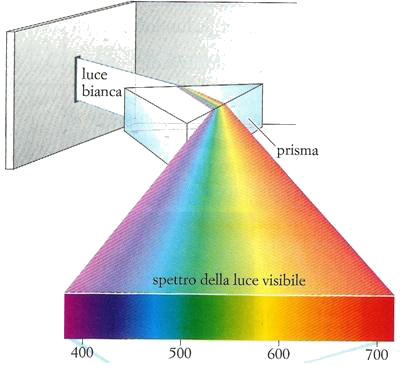 luce
bianca
prisma
spettro della luce visibile
400 500 600 700